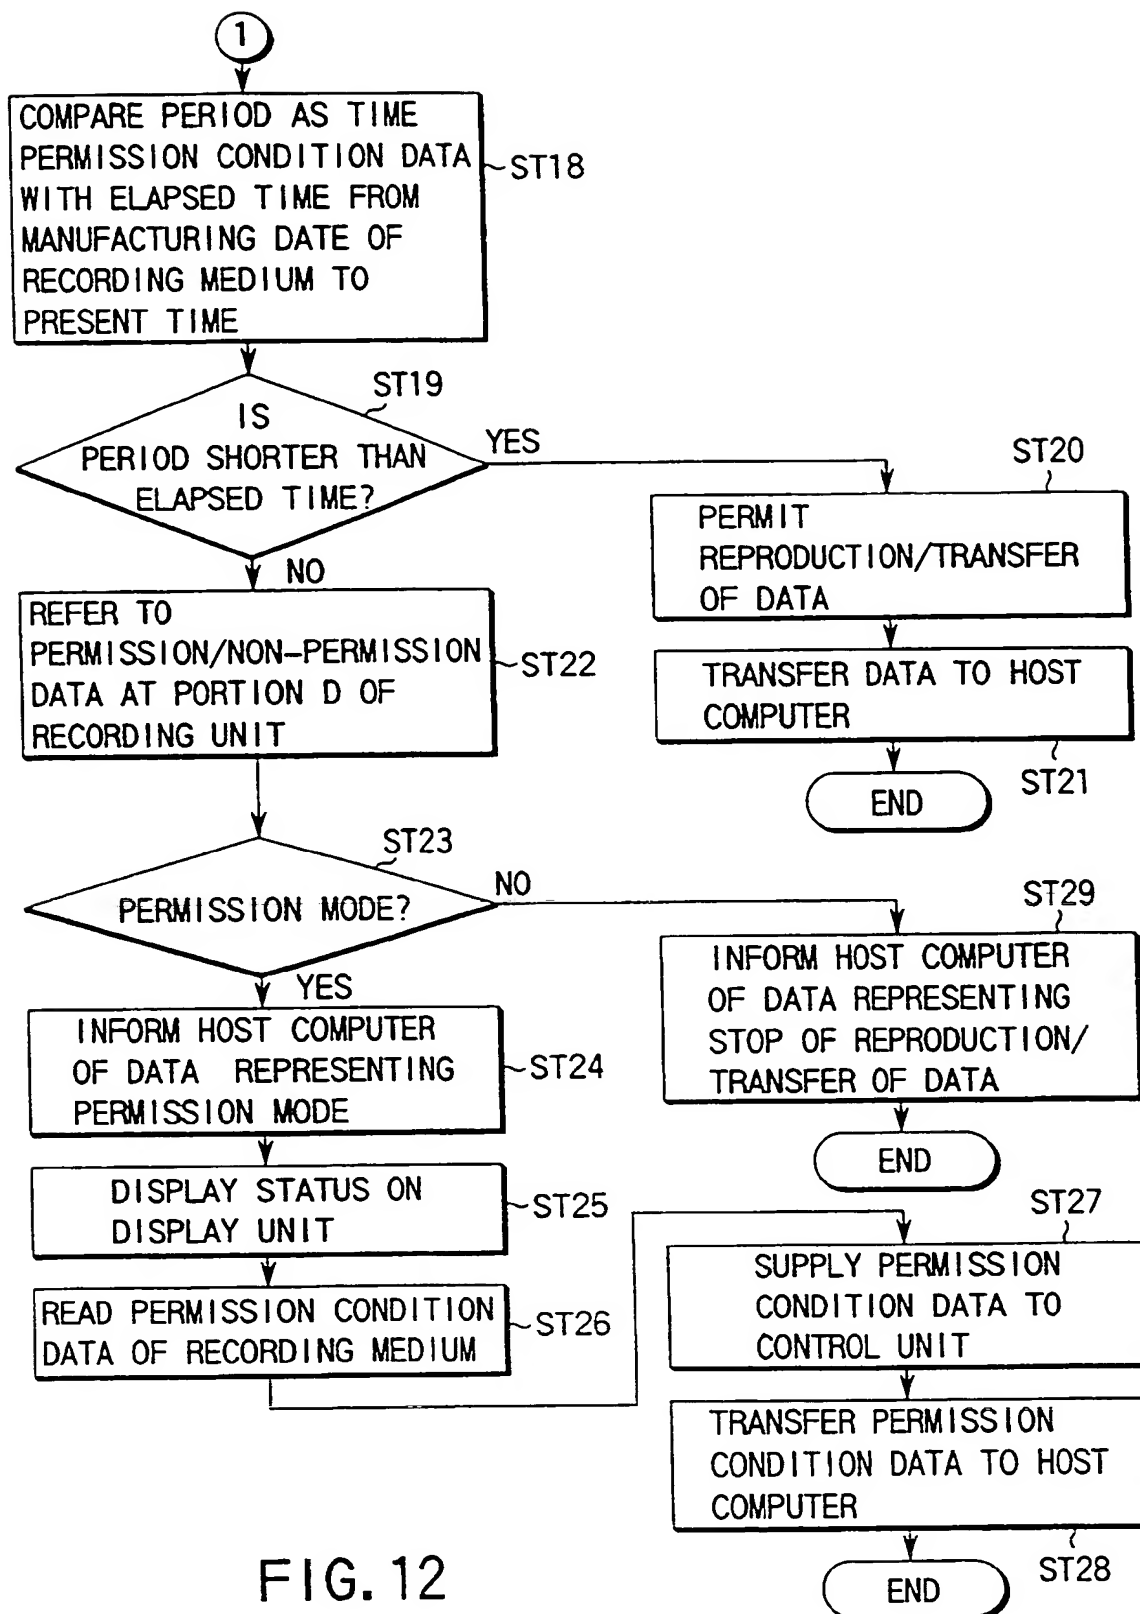 1
COMPARE PERIOD AS TIME
PERMISSION CONDITION DATA
WITH ELAPSED TIME FROM
MANUFACTURING DATE OF
RECORDING MEDIUM TO
PRESENT TIME
ST18
IS
PERIOD SHORTER THAN
ELAPSED TIME?
ST19
YES
NO
ST20
PERMIT
REPRODUCTION/TRANSFER
OF DATA
TRANSFER DATA TO HOST
COMPUTER
ST21
END
REFER TO
PERMISSION/NON-PERMISSION
DATA AT PORTION D OF
RECORDING UNIT
ST22
PERMISSION MODE?
ST23
NO
YES
ST29
INFORM HOST COMPUTER
OF DATA REPRESENTING
STOP OF REPRODUCTION/
TRANSFER OF DATA
END
INFORM HOST COMPUTER
OF DATA REPRESENTING
PERMISSION MODE
ST24
DISPLAY STATUS ON
DISPLAY UNIT
ST25
READ PERMISSION CONDITION
DATA OF RECORDING MEDIUM
ST26
ST27
SUPPLY PERMISSION
CONDITION DATA TO
CONTROL UNIT
TRANSFER PERMISSION
CONDITION DATA TO HOST
COMPUTER
ST28
END
FIG. 12